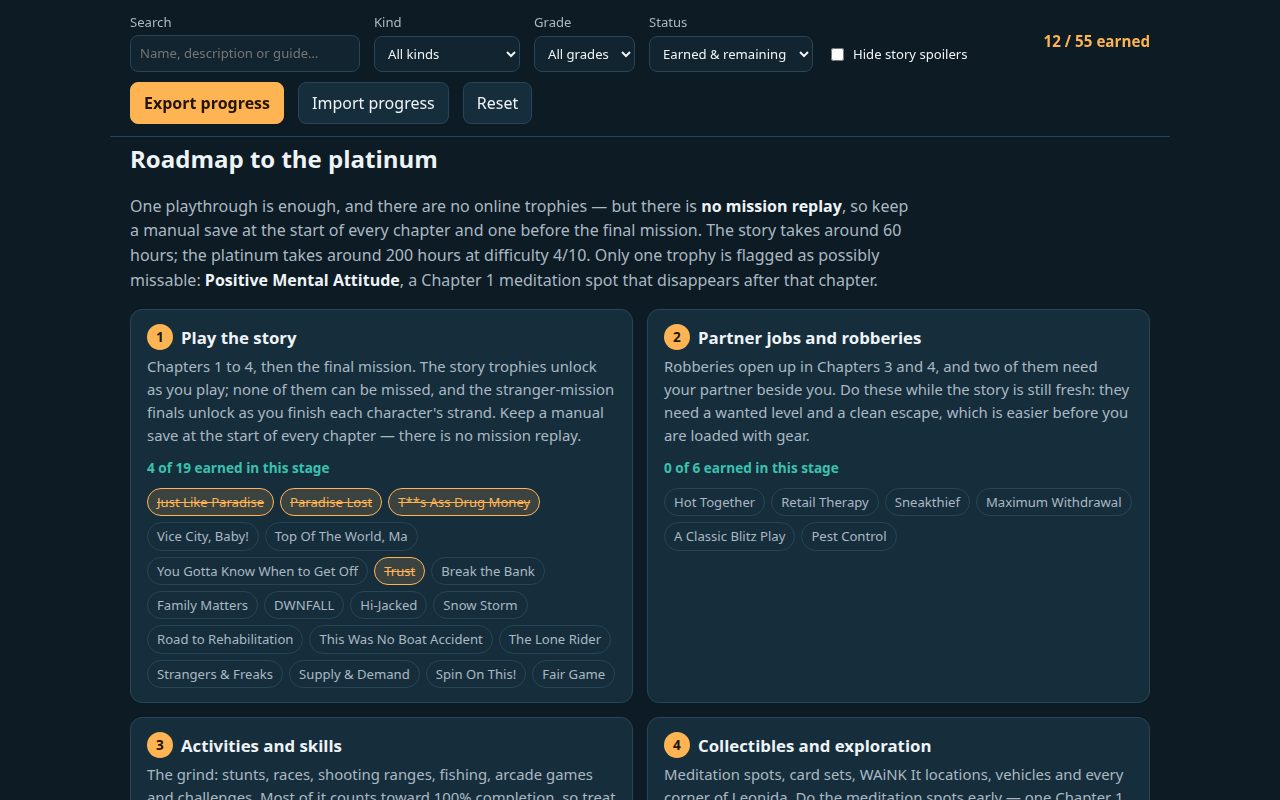 Search
Kind
Grade
Status
Name, description or guide...
All kinds
All grades
Earned & remaining
Hide story spoilers
12 / 55 earned
Export progress
Import progress
Reset
Roadmap to the platinum
One playthrough is enough, and there are no online trophies — but there is no mission replay, so keep
a manual save at the start of every chapter and one before the final mission. The story takes around 60
hours; the platinum takes around 200 hours at difficulty 4/10. Only one trophy is flagged as possibly
missable: Positive Mental Attitude, a Chapter 1 meditation spot that disappears after that chapter.
1 Play the story
Chapters 1 to 4, then the final mission. The story trophies unlock
as you play; none of them can be missed, and the stranger-mission
finals unlock as you finish each character's strand. Keep a manual
save at the start of every chapter — there is no mission replay.
4 of 19 earned in this stage
Just Like Paradise
Paradise Lost
T**s Ass Drug Money
Vice City, Baby!
Top Of The World, Ma
You Gotta Know When to Get Off
Trust
Break the Bank
Family Matters
DWNFALL
Hi-Jacked
Snow Storm
Road to Rehabilitation
This Was No Boat Accident
The Lone Rider
Strangers & Freaks
Supply & Demand
Spin On This!
Fair Game
2 Partner jobs and robberies
Robberies open up in Chapters 3 and 4, and two of them need
your partner beside you. Do these while the story is still fresh: they
need a wanted level and a clean escape, which is easier before you
are loaded with gear.
0 of 6 earned in this stage
Hot Together
Retail Therapy
Sneakthief
Maximum Withdrawal
A Classic Blitz Play
Pest Control
3 Activities and skills
The grind: stunts, races, shooting ranges, fishing, arcade games
and challenges. Most of it counts toward 100% completion, so treat
4 Collectibles and exploration
Meditation spots, card sets, WAiNK It locations, vehicles and every
corner of Leonida. Do the meditation spots early — one Chapter 1